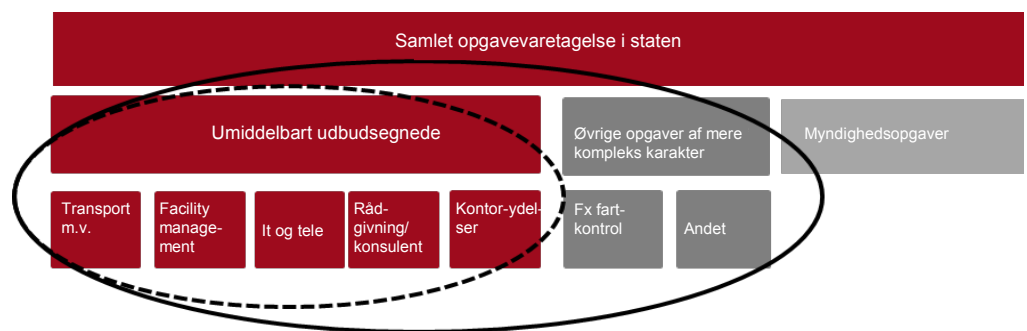 Samlet opgavevaretagelse i staten
Umiddelbart udbudsegnede
Øvrige opgaver af mere
kompleks karakter
Myndighedsopgaver
Transport
m.v.
Facility
manage-
ment
It og tele
Råd-
givning/
konsulent
Kontor-ydel-
ser
Fx fart-
kontrol
Andet